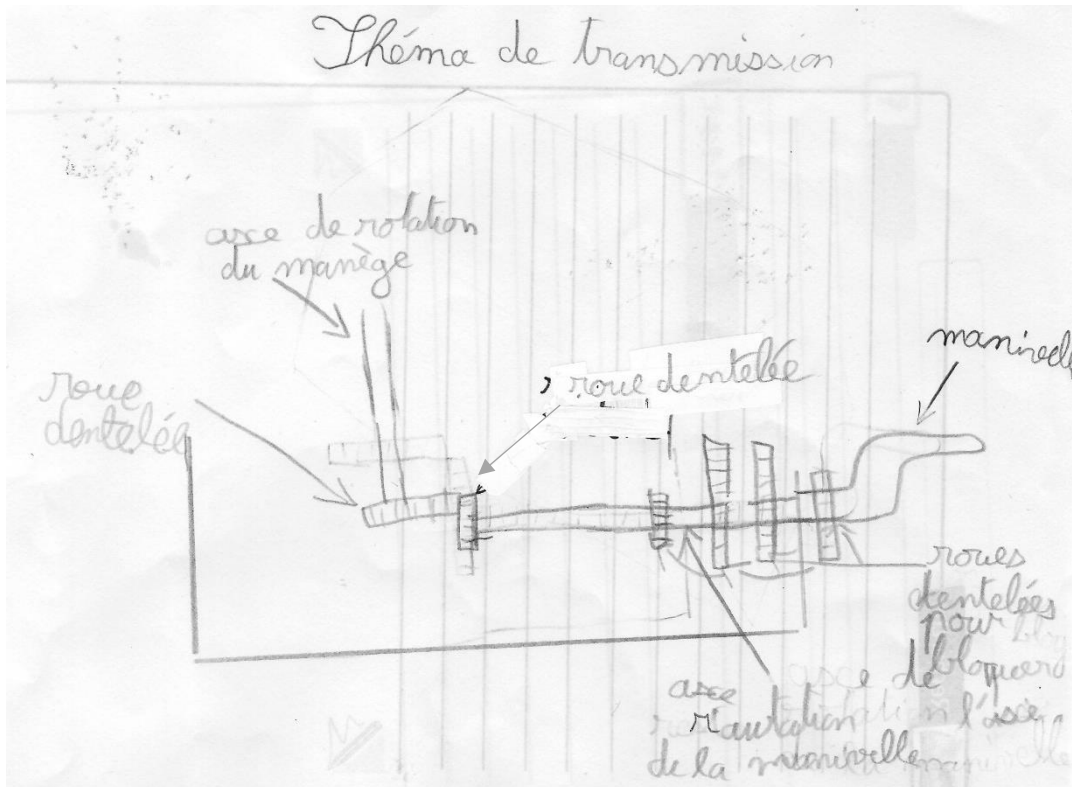 Théma de transmission
axe de rotation
du manège
roue
dentelée
roue dentelée
manivelle
roues
dentelées
pour
bloquer
l'axe
axe de
rautation
de la manivelle